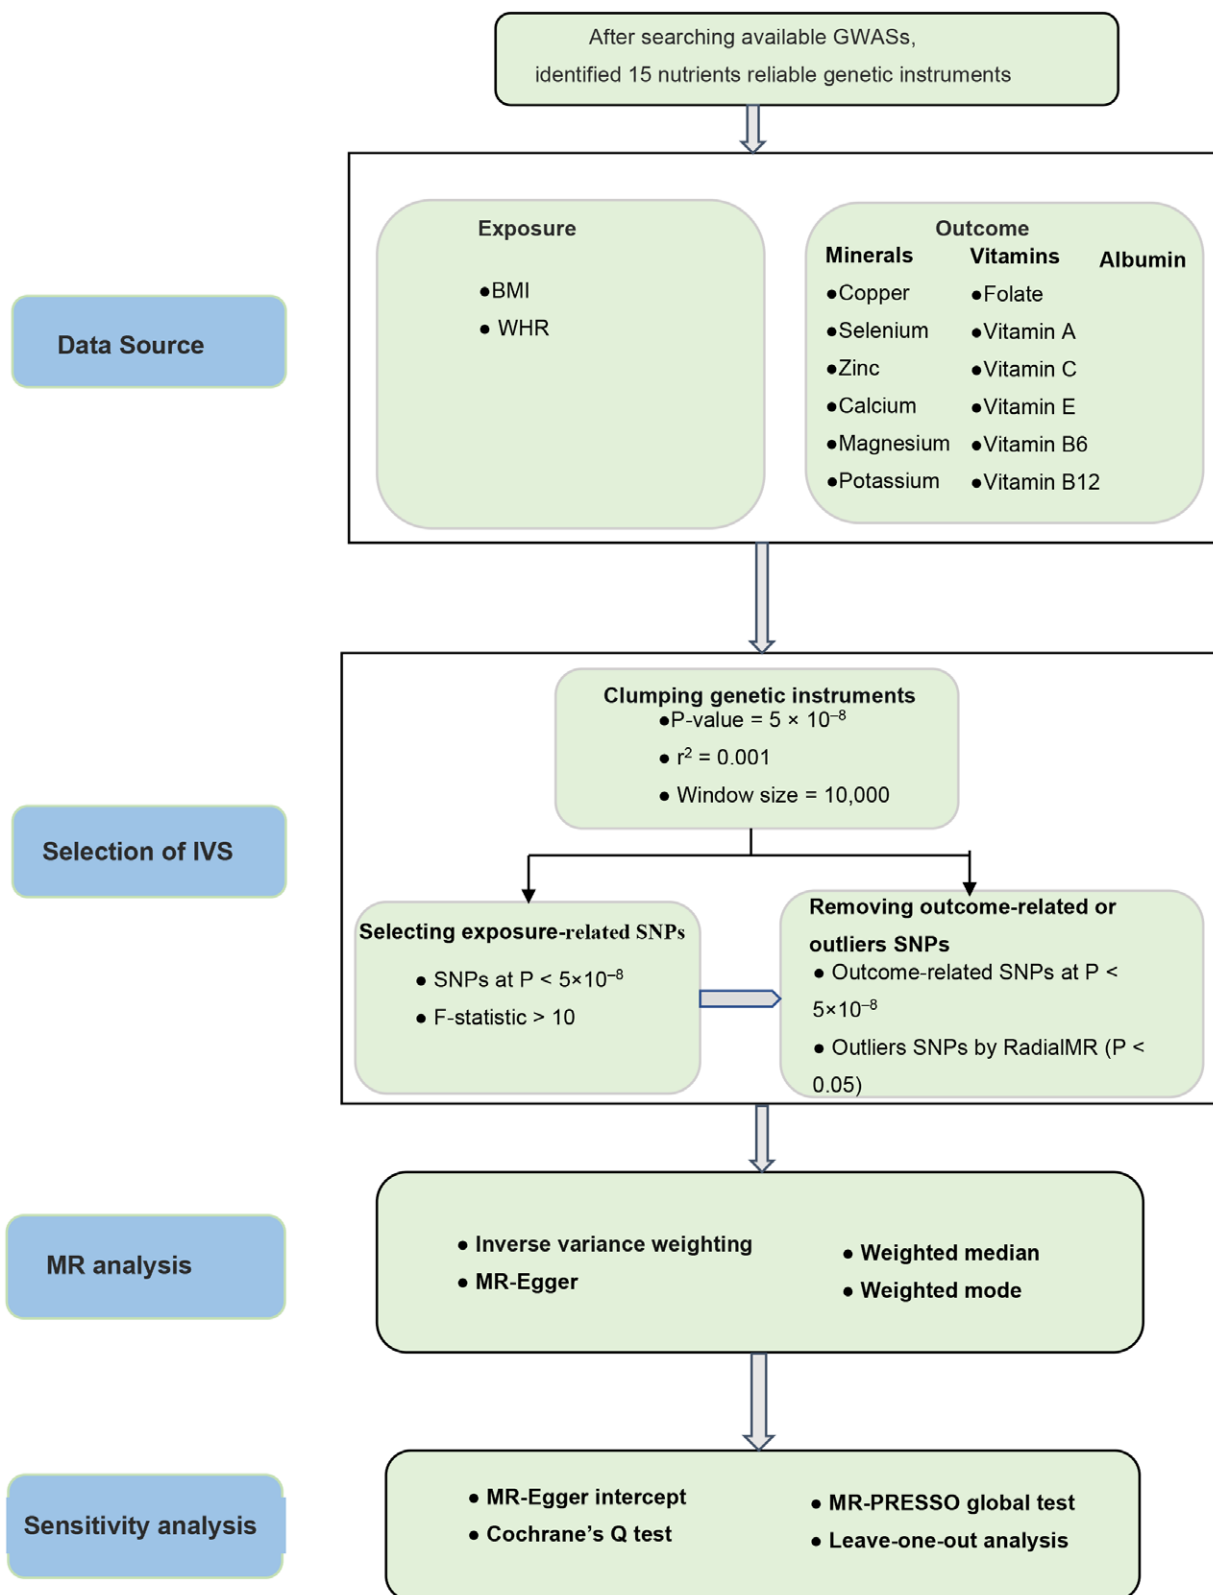 After searching available GWASs,
identified 15 nutrients reliable genetic instruments
Data Source
Exposure
●BMI
● WHR
Outcome
Minerals
●Copper
●Selenium
●Zinc
●Calcium
●Magnesium
●Potassium
Vitamins
●Folate
●Vitamin A
●Vitamin C
●Vitamin E
●Vitamin B6
●Vitamin B12
Albumin
Selection of IVS
Clumping genetic instruments
●P-value = 5 × 10⁻⁸
● r² = 0.001
● Window size = 10,000
Selecting exposure-related SNPs
● SNPs at P < 5×10⁻⁸
● F-statistic > 10
Removing outcome-related or
outliers SNPs
● Outcome-related SNPs at P <
5×10⁻⁸
● Outliers SNPs by RadialMR (P <
0.05)
MR analysis
● Inverse variance weighting
● MR-Egger
● Weighted median
● Weighted mode
Sensitivity analysis
● MR-Egger intercept
● Cochrane’s Q test
● MR-PRESSO global test
● Leave-one-out analysis